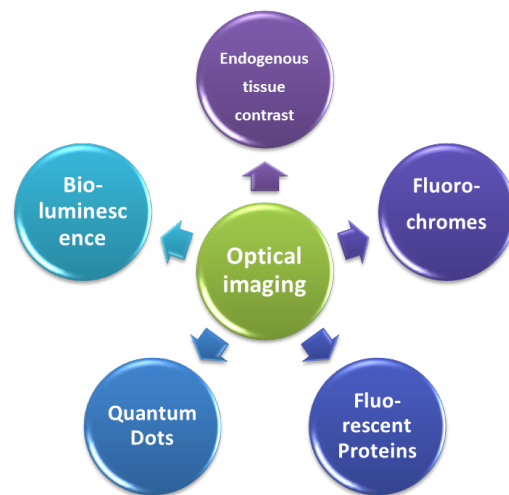 Endogenous
tissue
contrast
Bio-
luminesc
ence
Fluoro-
chromes
Optical
imaging
Quantum
Dots
Fluo-
rescent
Proteins